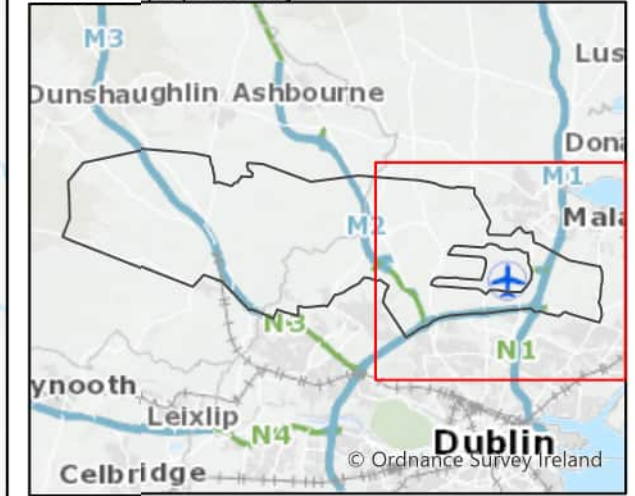 M3
Lus
Dunshaughlin Ashbourne
Dona
M1
M2
Mala
N3
N1
ynooth
Leixlip
N4
Dublin
© Ordnance Survey Ireland
Celbridge